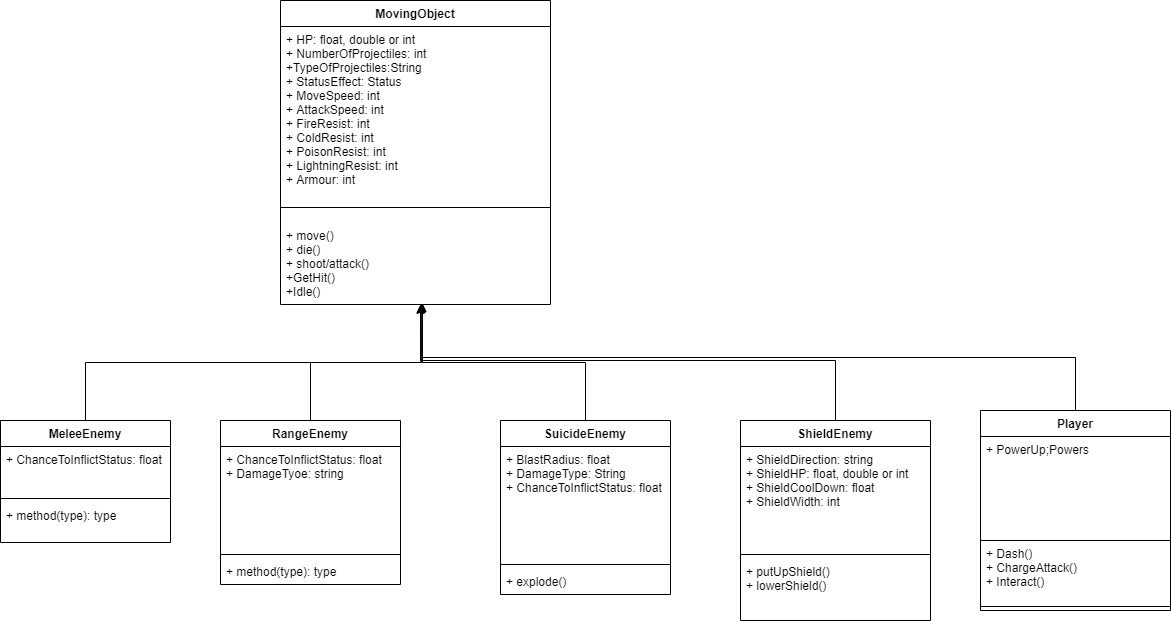 MovingObject
+ HP: float, double or int
+ NumberOfProjectiles: int
+TypeOfProjectiles:String
+ StatusEffect: Status
+ MoveSpeed: int
+ AttackSpeed: int
+ FireResist: int
+ ColdResist: int
+ PoisonResist: int
+ LightningResist: int
+ Armour: int
+ move()
+ die()
+ shoot/attack()
+GetHit()
+Idle()
MeleeEnemy
+ ChanceToInflictStatus: float
+ method(type): type
RangeEnemy
+ ChanceToInflictStatus: float
+ DamageTyoe: string
+ method(type): type
SuicideEnemy
+ BlastRadius: float
+ DamageType: String
+ ChanceToInflictStatus: float
+ explode()
ShieldEnemy
+ ShieldDirection: string
+ ShieldHP: float, double or int
+ ShieldCoolDown: float
+ ShieldWidth: int
+ putUpShield()
+ lowerShield()
Player
+ PowerUp;Powers
+ Dash()
+ ChargeAttack()
+ Interact()